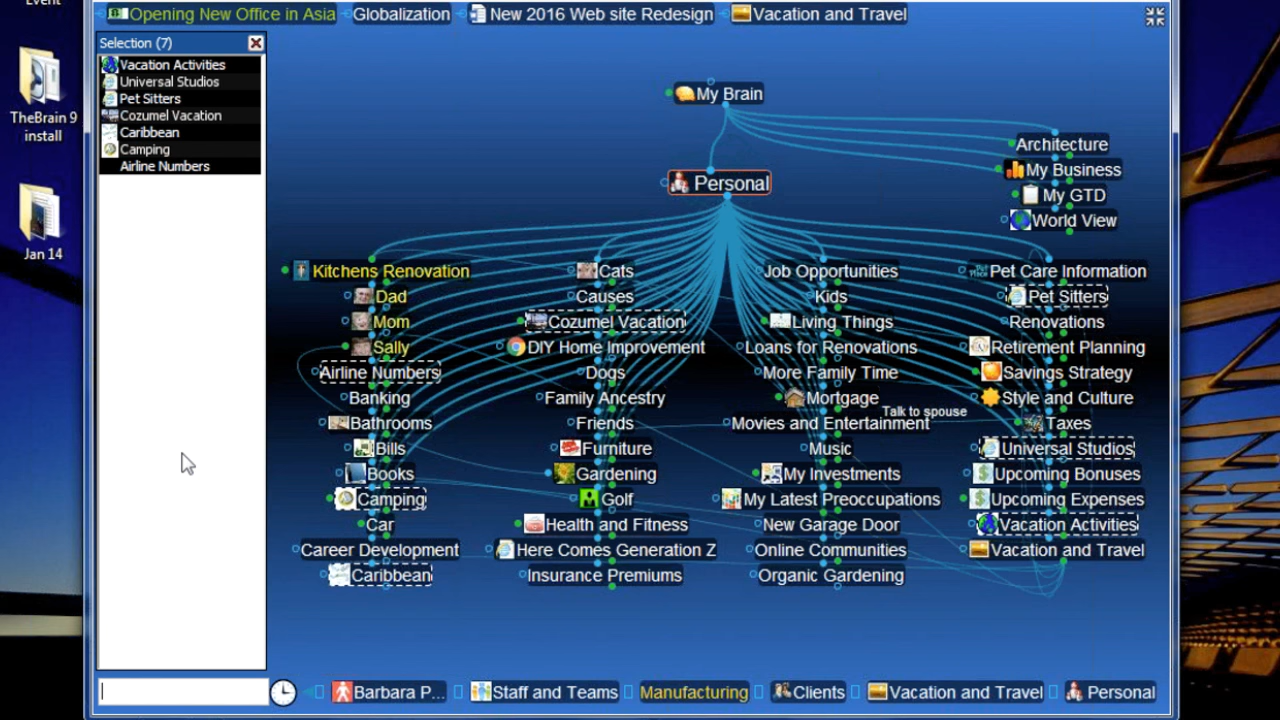 Event
Opening New Office in Asia
Globalization
New 2016 Web site Redesign
Vacation and Travel
Selection (7)
Vacation Activities
Universal Studios
Pet Sitters
Cozumel Vacation
Caribbean
Camping
Airline Numbers
TheBrain 9
install
Jan 14
My Brain
Architecture
My Business
My GTD
World View
Personal
Kitchens Renovation
Dad
Mom
Sally
Airline Numbers
Banking
Bathrooms
Bills
Books
Camping
Car
Career Development
Caribbean
Cats
Causes
Cozumel Vacation
DIY Home Improvement
Dogs
Family Ancestry
Friends
Furniture
Gardening
Golf
Health and Fitness
Here Comes Generation Z
Insurance Premiums
Job Opportunities
Kids
Living Things
Loans for Renovations
More Family Time
Mortgage
Talk to spouse
Movies and Entertainment
Music
My Investments
My Latest Preoccupations
New Garage Door
Online Communities
Organic Gardening
Pet Care Information
Pet Sitters
Renovations
Retirement Planning
Savings Strategy
Style and Culture
Taxes
Universal Studios
Upcoming Bonuses
Upcoming Expenses
Vacation Activities
Vacation and Travel
Barbara P...
Staff and Teams
Manufacturing
Clients
Vacation and Travel
Personal